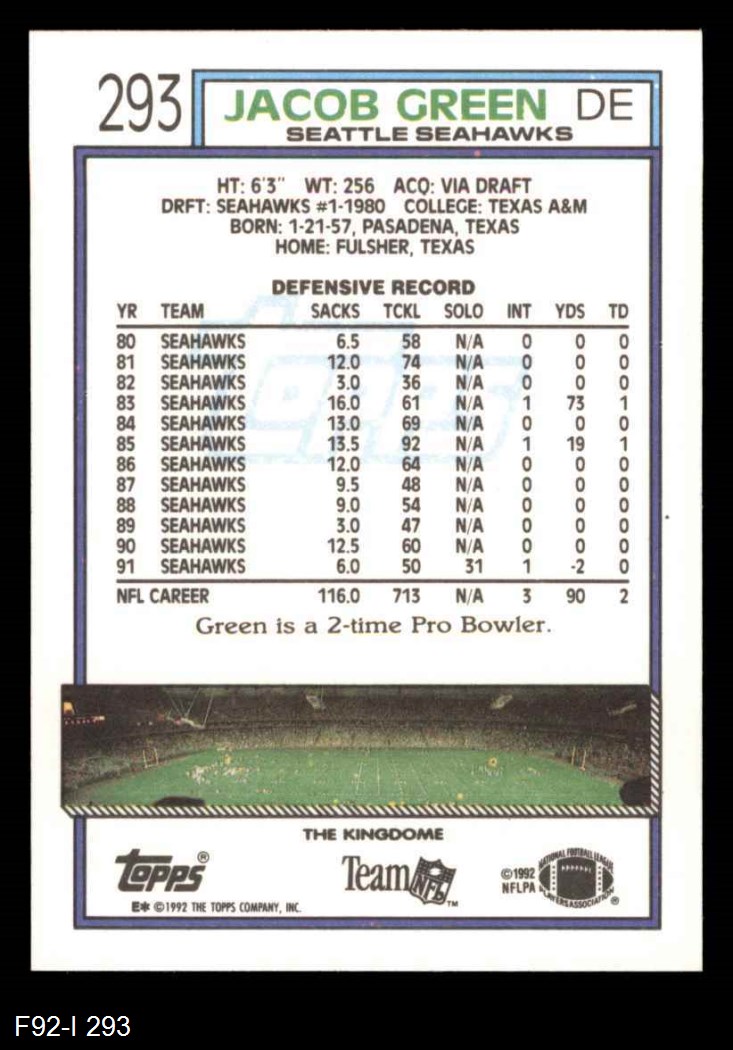 293
JACOB GREEN DE
SEATTLE SEAHAWKS
HT: 6'3" WT: 256 ACQ: VIA DRAFT
DRFT: SEAHAWKS #1-1980 COLLEGE: TEXAS A&M
BORN: 1-21-57, PASADENA, TEXAS
HOME: FULSHER, TEXAS
DEFENSIVE RECORD
YR TEAM SACKS TCKL SOLO INT YDS TD
80 SEAHAWKS 6.5 58 N/A 0 0 0
81 SEAHAWKS 12.0 74 N/A 0 0 0
82 SEAHAWKS 3.0 36 N/A 0 0 0
83 SEAHAWKS 16.0 61 N/A 1 73 1
84 SEAHAWKS 13.0 69 N/A 0 0 0
85 SEAHAWKS 13.5 92 N/A 1 19 1
86 SEAHAWKS 12.0 64 N/A 0 0 0
87 SEAHAWKS 9.5 48 N/A 0 0 0
88 SEAHAWKS 9.0 54 N/A 0 0 0
89 SEAHAWKS 3.0 47 N/A 0 0 0
90 SEAHAWKS 12.5 60 N/A 0 0 0
91 SEAHAWKS 6.0 50 31 1 -2 0
NFL CAREER 116.0 713 N/A 3 90 2
Topps
Green is a 2-time Pro Bowler.
THE KINGDOME
Topps®
Team NFL™
©1992
NFLPA
NATIONAL FOOTBALL LEAGUE
PLAYERS ASSOCIATION®
E* ©1992 THE TOPPS COMPANY, INC.
F92-I 293